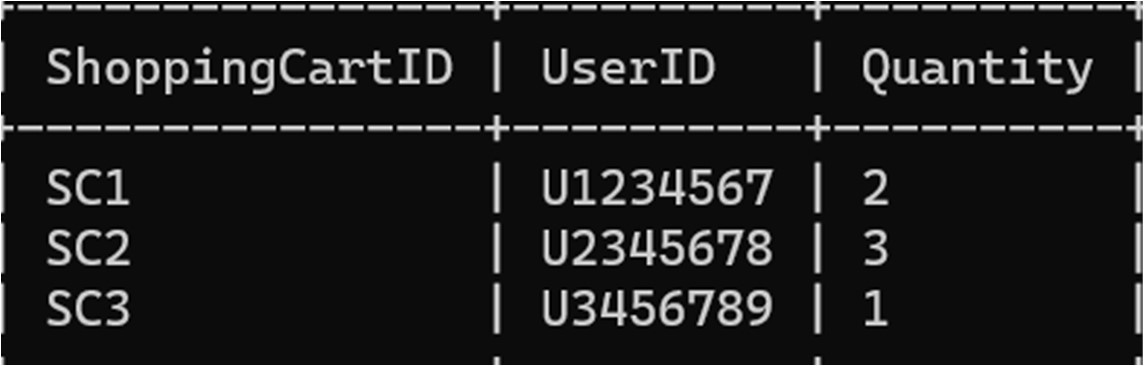 ShoppingCartID | UserID | Quantity
SC1 | U1234567 | 2
SC2 | U2345678 | 3
SC3 | U3456789 | 1